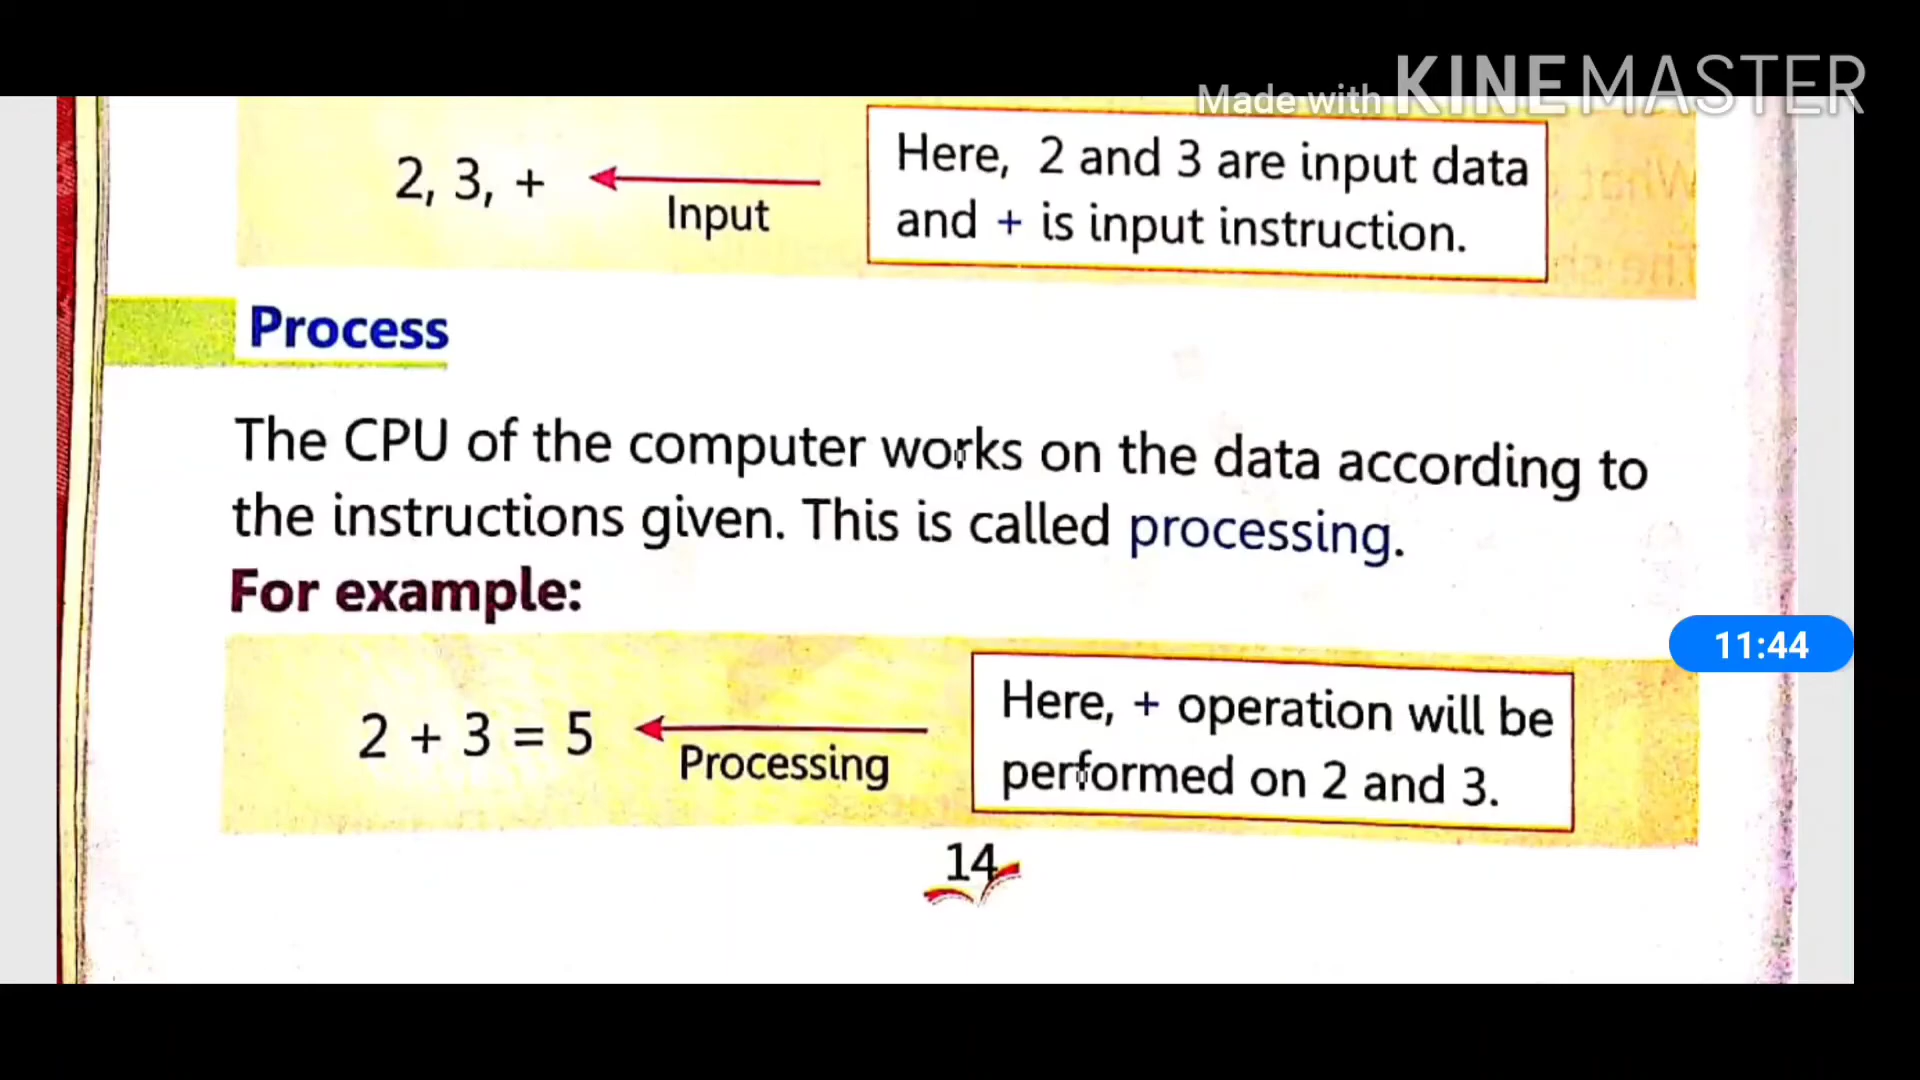 Made with KINEMASTER
2, 3, +
Input
Here, 2 and 3 are input data
and + is input instruction.
Process
The CPU of the computer works on the data according to
the instructions given. This is called processing.
For example:
11:44
2 + 3 = 5
Processing
Here, + operation will be
performed on 2 and 3.
14